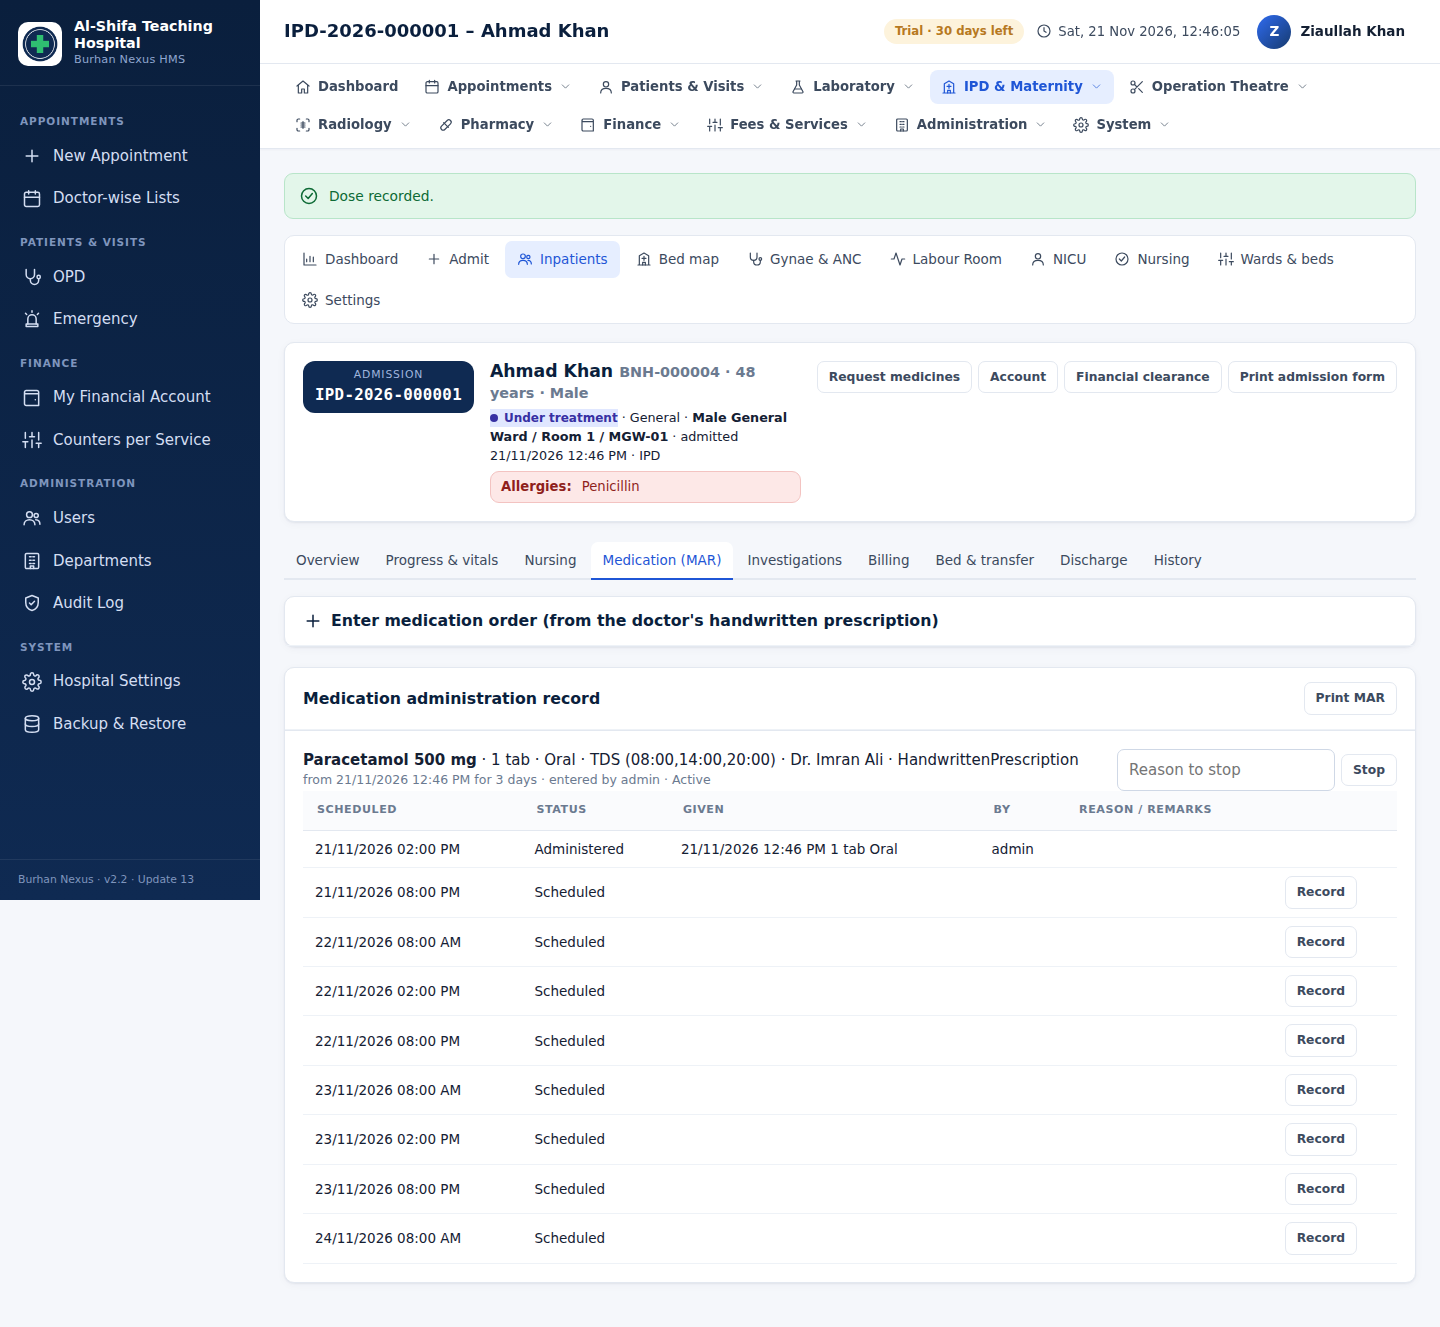 Al-Shifa Teaching Hospital
Burhan Nexus HMS
APPOINTMENTS
New Appointment
Doctor-wise Lists
PATIENTS & VISITS
OPD
Emergency
FINANCE
My Financial Account
Counters per Service
ADMINISTRATION
Users
Departments
Audit Log
SYSTEM
Hospital Settings
Backup & Restore
Burhan Nexus · v2.2 · Update 13
IPD-2026-000001 – Ahmad Khan
Trial · 30 days left
Sat, 21 Nov 2026, 12:46:05
Z
Ziaullah Khan
Dashboard Appointments Patients & Visits Laboratory IPD & Maternity Operation Theatre
Radiology Pharmacy Finance Fees & Services Administration System
Dose recorded.
Dashboard Admit Inpatients Bed map Gynae & ANC Labour Room NICU Nursing Wards & beds
Settings
ADMISSION
IPD-2026-000001
Ahmad Khan BNH-000004 · 48
years · Male
Under treatment · General · Male General
Ward / Room 1 / MGW-01 · admitted
21/11/2026 12:46 PM · IPD
Allergies: Penicillin
Request medicines Account Financial clearance Print admission form
Overview Progress & vitals Nursing Medication (MAR) Investigations Billing Bed & transfer Discharge History
Enter medication order (from the doctor's handwritten prescription)
Medication administration record
Print MAR
Paracetamol 500 mg · 1 tab · Oral · TDS (08:00,14:00,20:00) · Dr. Imran Ali · HandwrittenPrescription
from 21/11/2026 12:46 PM for 3 days · entered by admin · Active
Reason to stop Stop
SCHEDULED STATUS GIVEN BY REASON / REMARKS
21/11/2026 02:00 PM Administered 21/11/2026 12:46 PM 1 tab Oral admin
21/11/2026 08:00 PM Scheduled Record
22/11/2026 08:00 AM Scheduled Record
22/11/2026 02:00 PM Scheduled Record
22/11/2026 08:00 PM Scheduled Record
23/11/2026 08:00 AM Scheduled Record
23/11/2026 02:00 PM Scheduled Record
23/11/2026 08:00 PM Scheduled Record
24/11/2026 08:00 AM Scheduled Record